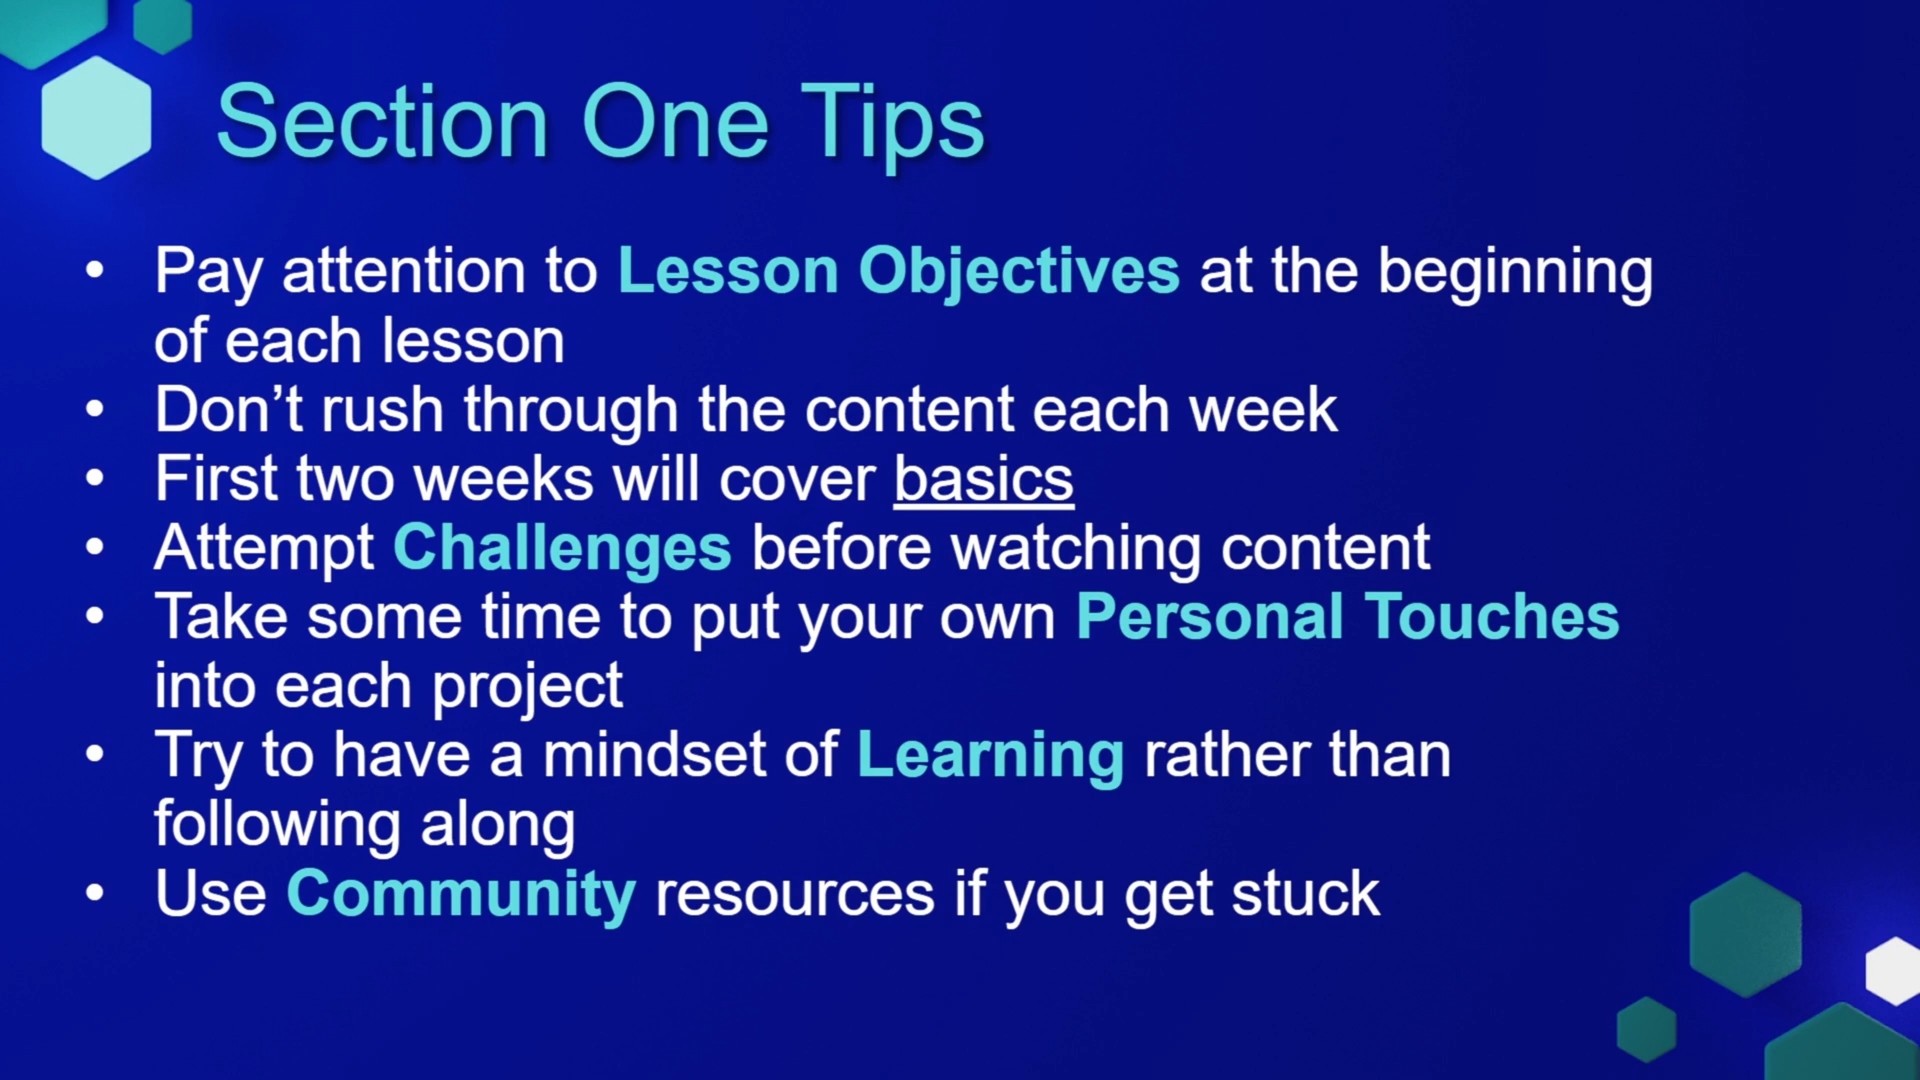 Section One Tips
• Pay attention to Lesson Objectives at the beginning
of each lesson
• Don’t rush through the content each week
• First two weeks will cover basics
• Attempt Challenges before watching content
• Take some time to put your own Personal Touches
into each project
• Try to have a mindset of Learning rather than
following along
• Use Community resources if you get stuck